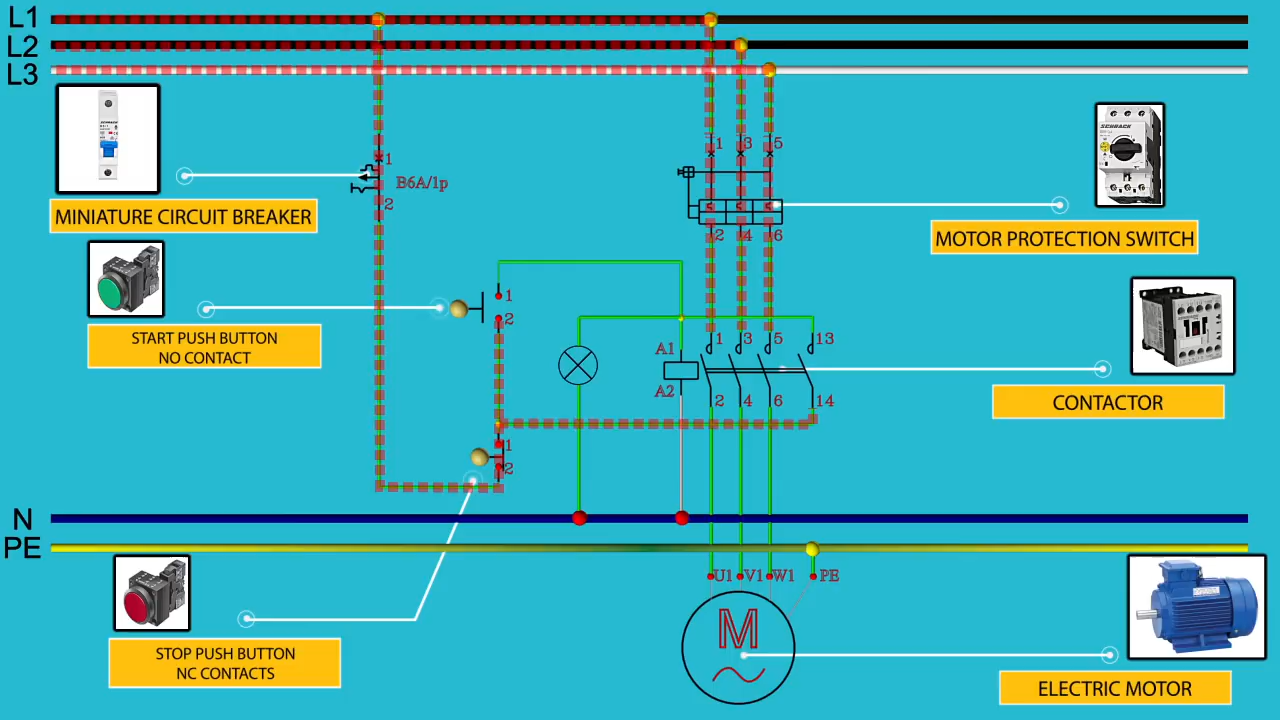 L1
L2
L3
SCHRACK
1
3
5
SCHRACK
1
B6A/1p
2
MINIATURE CIRCUIT BREAKER
2
4
6
MOTOR PROTECTION SWITCH
1
2
START PUSH BUTTON
NO CONTACT
A1
A2
1
3
5
13
2
4
6
14
CONTACTOR
1
2
N
PE
U1
V1
W1
PE
M
STOP PUSH BUTTON
NC CONTACTS
ELECTRIC MOTOR